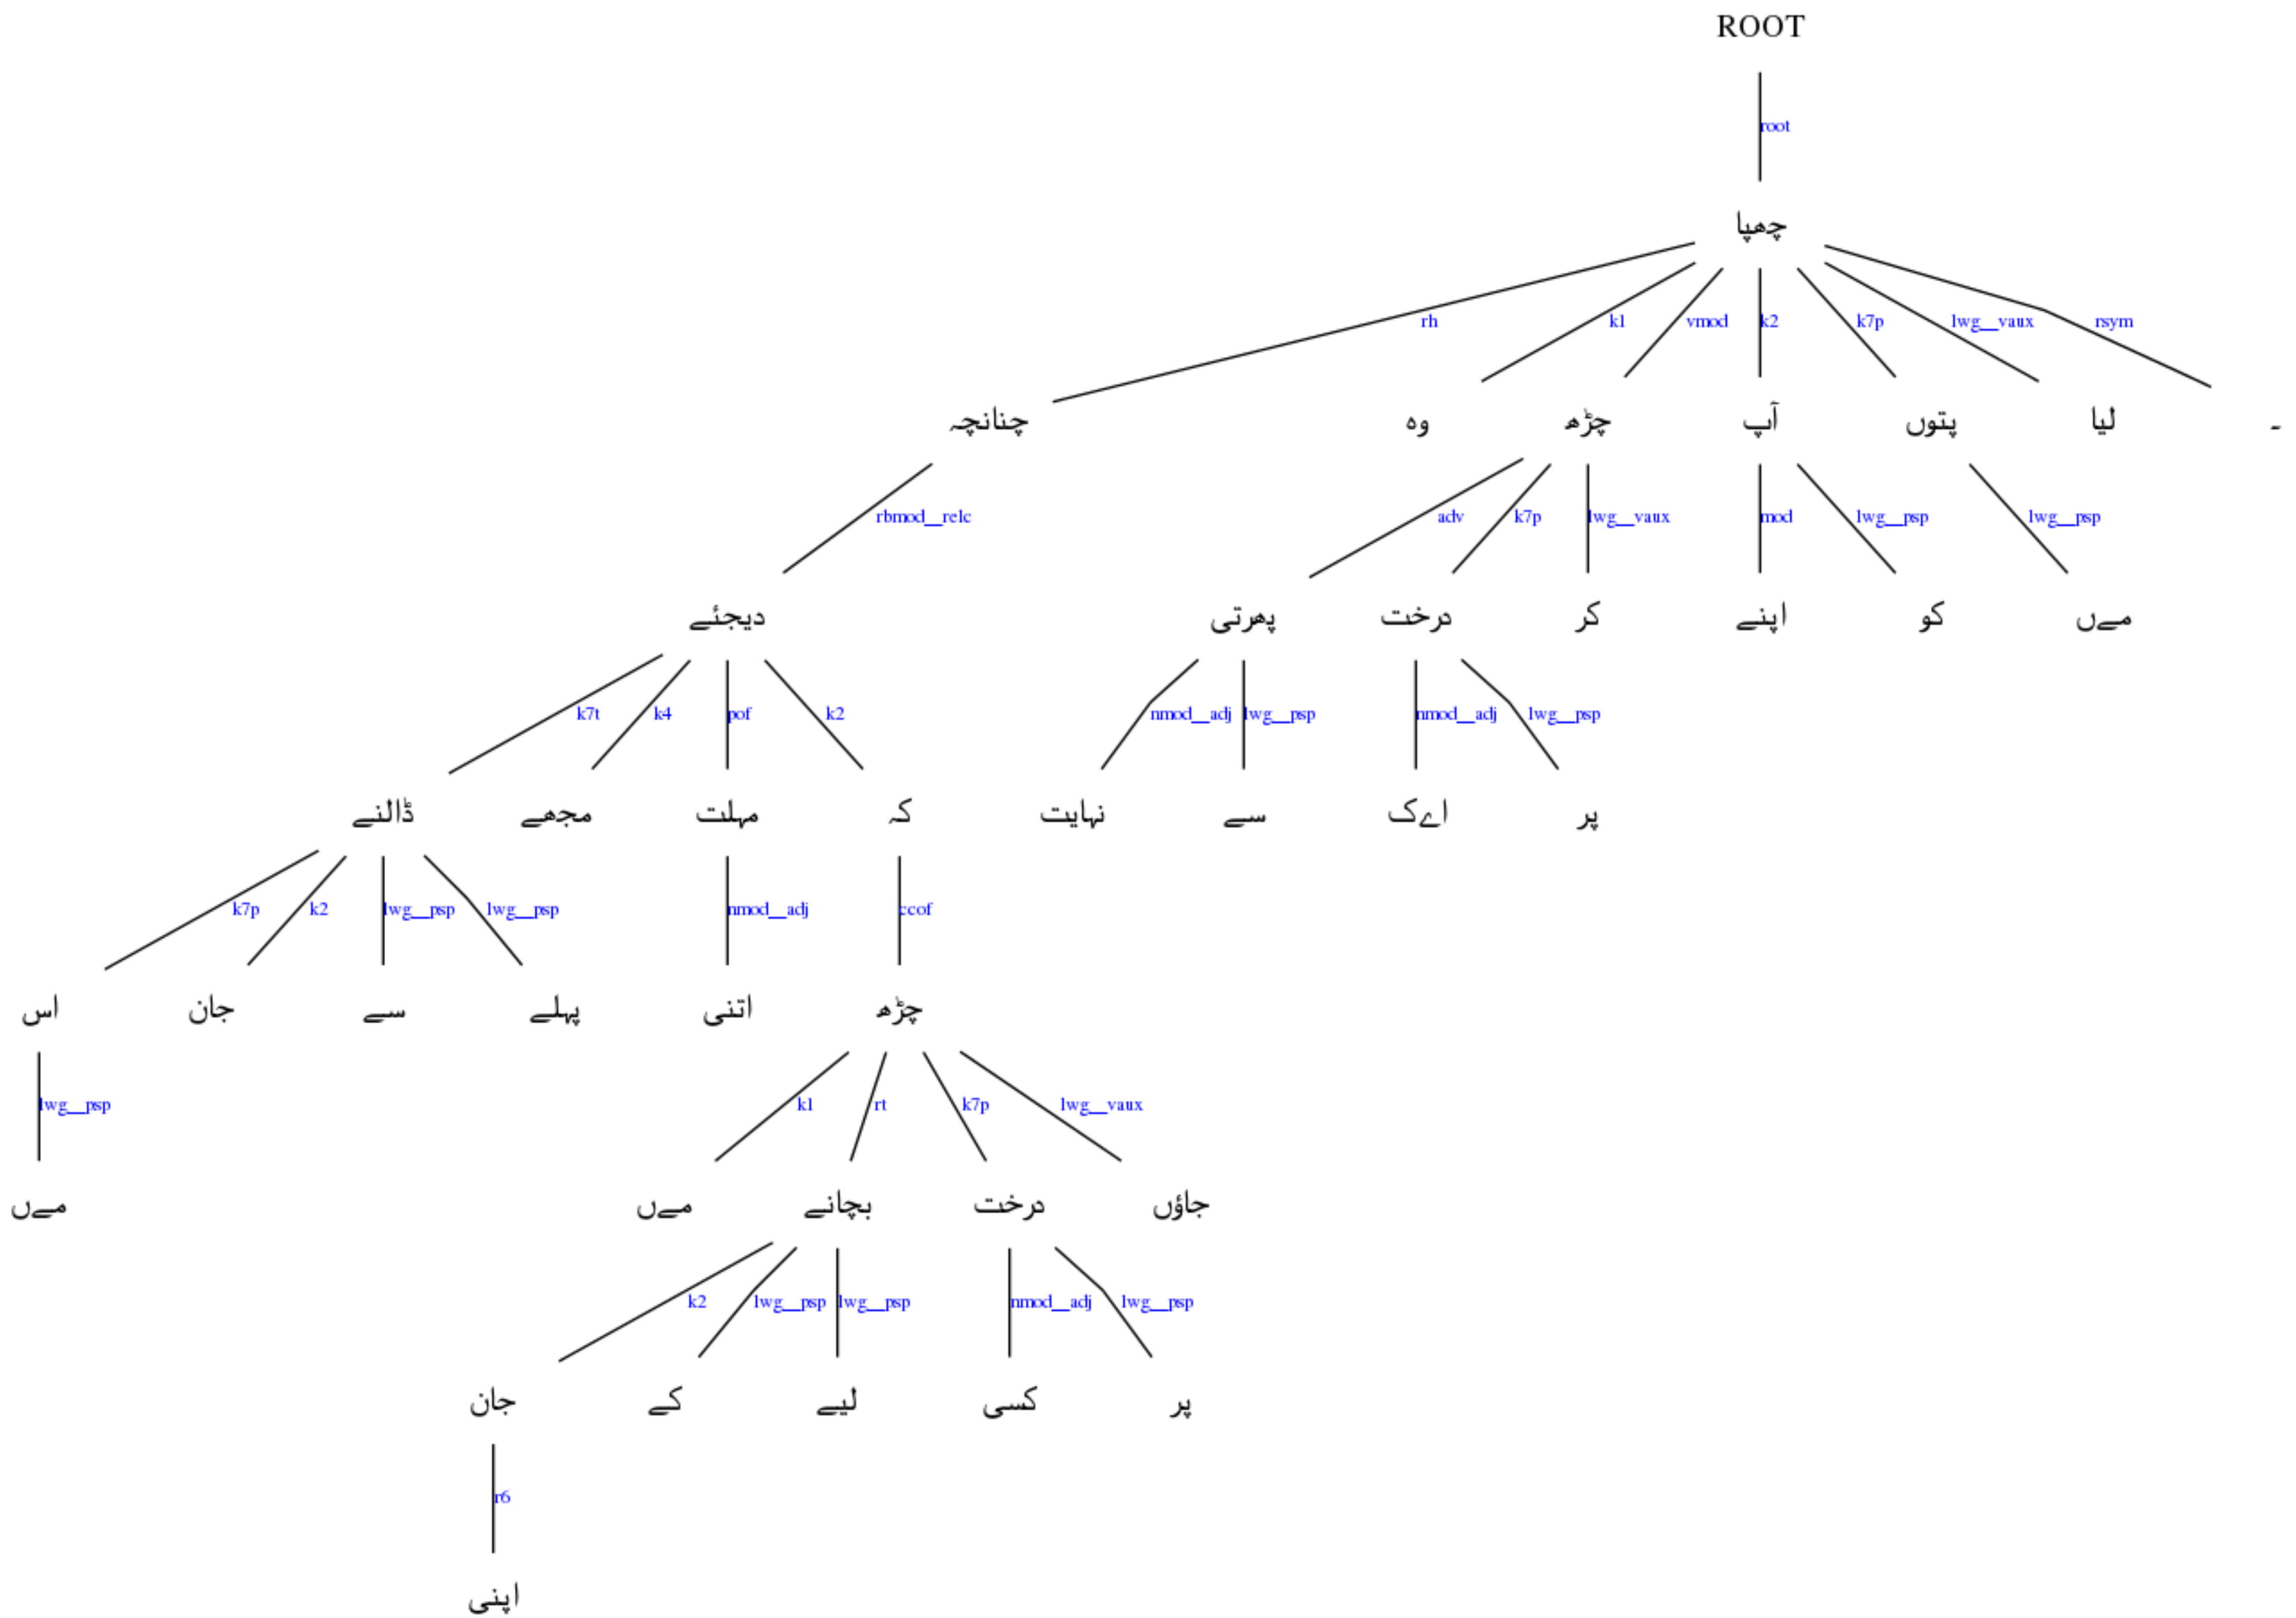 ROOT
root
چھپا
rh k1 vmod k2 k7p lwg__vaux rsym
چنانچہ وہ چڑھ آپ پتوں لیا ۔
rbmod__relc adv k7p lwg__vaux mod lwg__psp lwg__psp
دیجئے پھرتی درخت کر اپنے کو مےں
k7t k4 pof k2 nmod__adj lwg__psp nmod__adj lwg__psp
ڈالنے مجھے مہلت کہ نہایت سے اےک پر
k7p k2 lwg__psp lwg__psp nmod__adj ccof
اس جان سے پہلے اتنی چڑھ
lwg__psp k1 rt k7p lwg__vaux
مےں مےں بچانے درخت جاؤں
k2 lwg__psp lwg__psp nmod__adj lwg__psp
جان کے لیے کسی پر
r6
اپنی